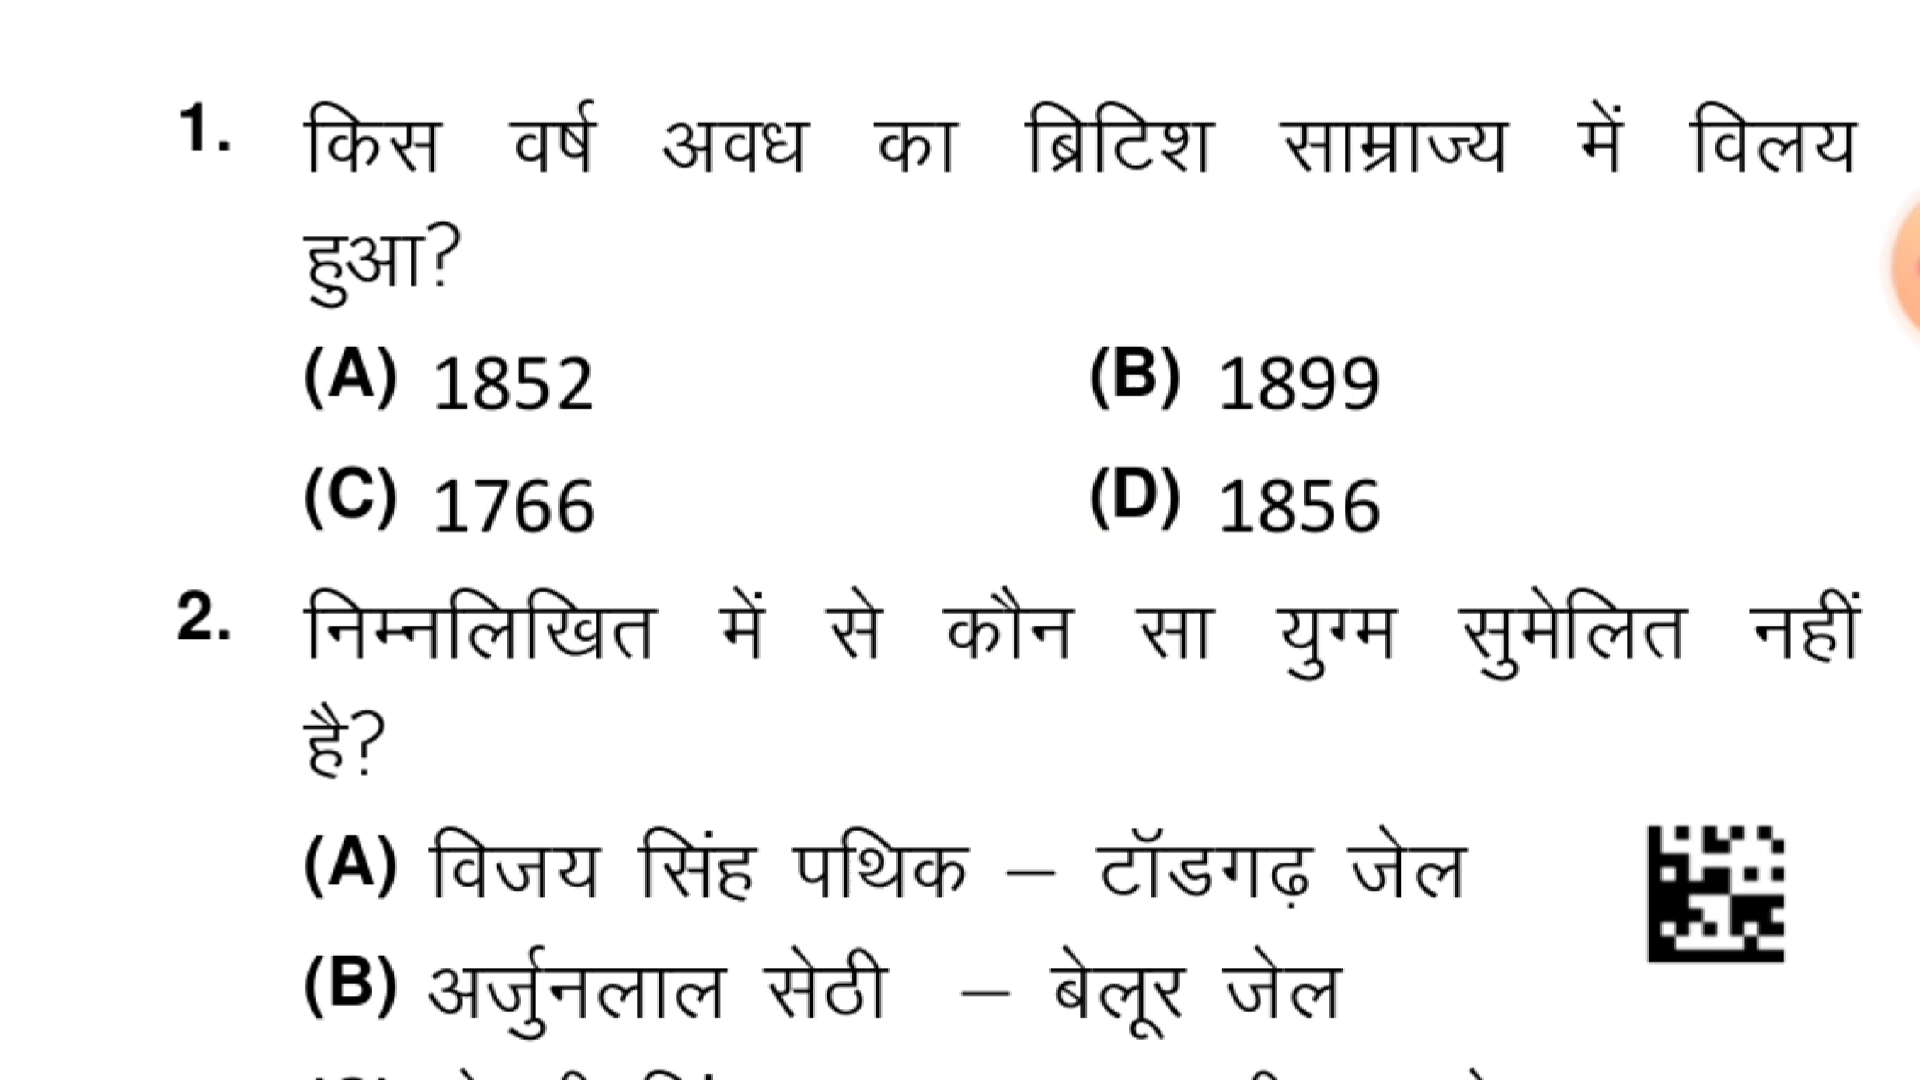 1. किस वर्ष अवध का ब्रिटिश साम्राज्य में विलय
हुआ?
(A) 1852 (B) 1899
(C) 1766 (D) 1856
2. निम्नलिखित में से कौन सा युग्म सुमेलित नहीं
है?
(A) विजय सिंह पथिक – टॉडगढ़ जेल
(B) अर्जुनलाल सेठी – बेलूर जेल